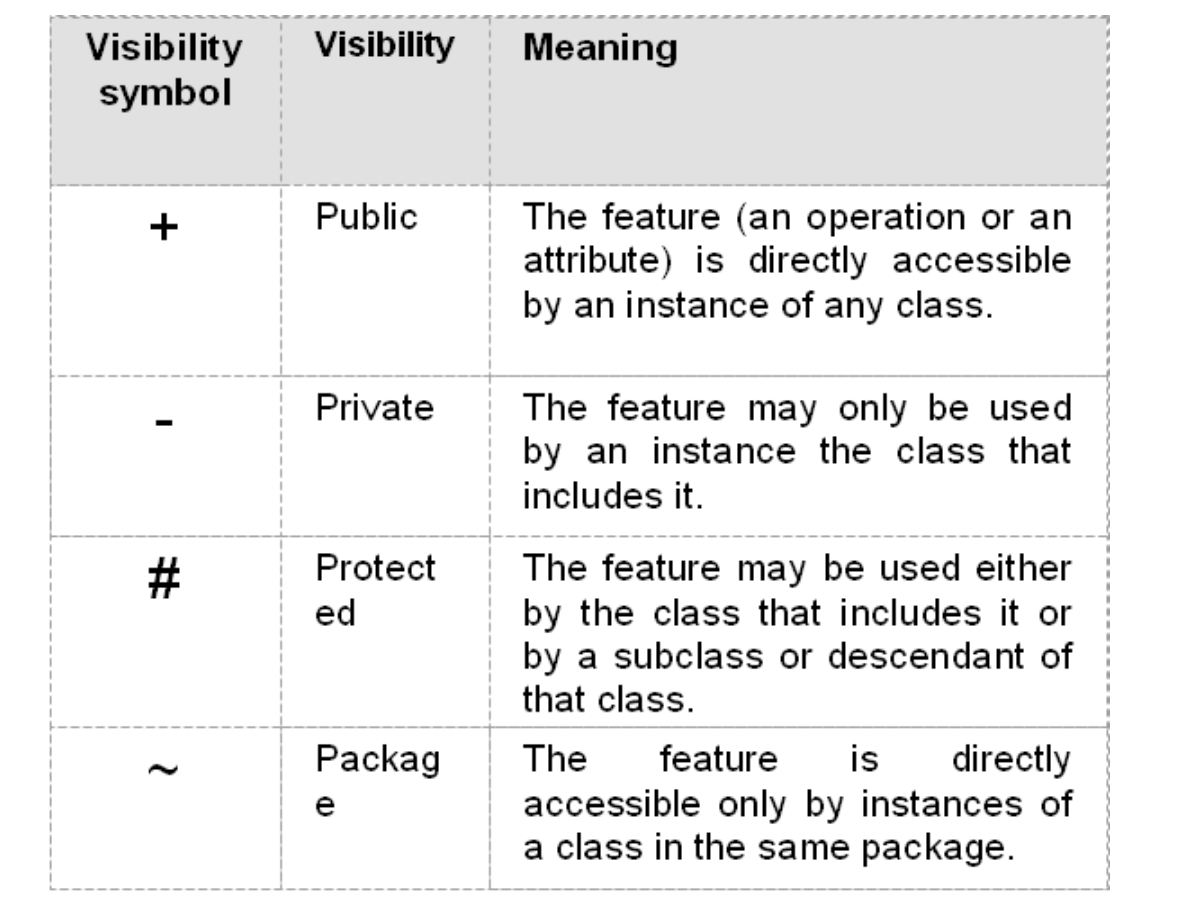 Visibility symbol
Visibility
Meaning
+
Public
The feature (an operation or an
attribute) is directly accessible
by an instance of any class.
-
Private
The feature may only be used
by an instance the class that
includes it.
#
Protect
ed
The feature may be used either
by the class that includes it or
by a subclass or descendant of
that class.
~
Packag
e
The feature is directly
accessible only by instances of
a class in the same package.